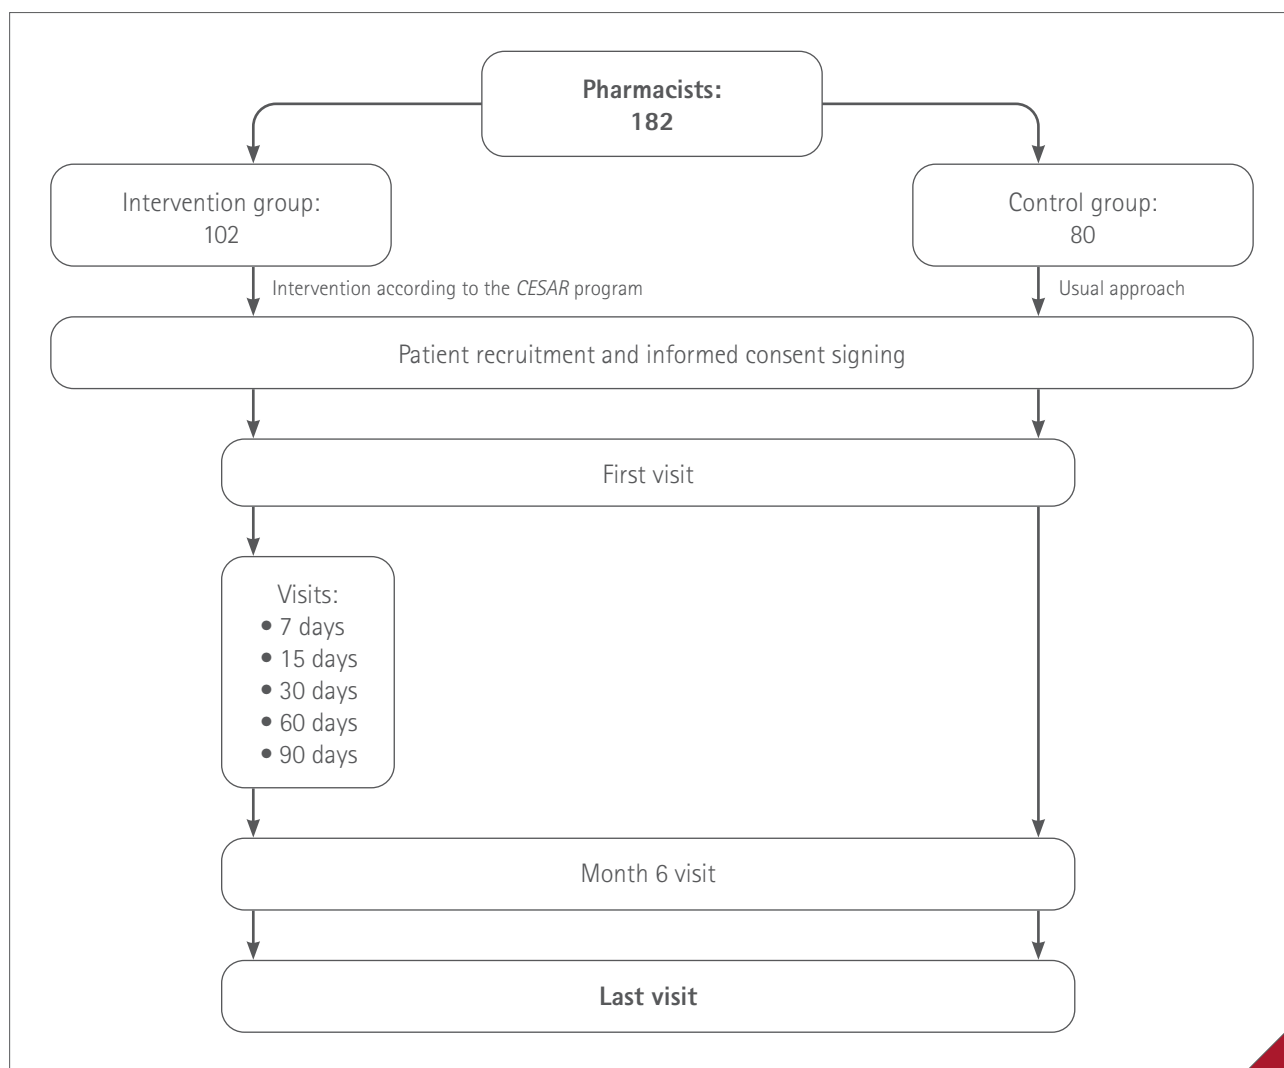 Pharmacists:
182
Intervention group:
102
Control group:
80
Intervention according to the CESAR program
Usual approach
Patient recruitment and informed consent signing
First visit
Visits:
• 7 days
• 15 days
• 30 days
• 60 days
• 90 days
Month 6 visit
Last visit